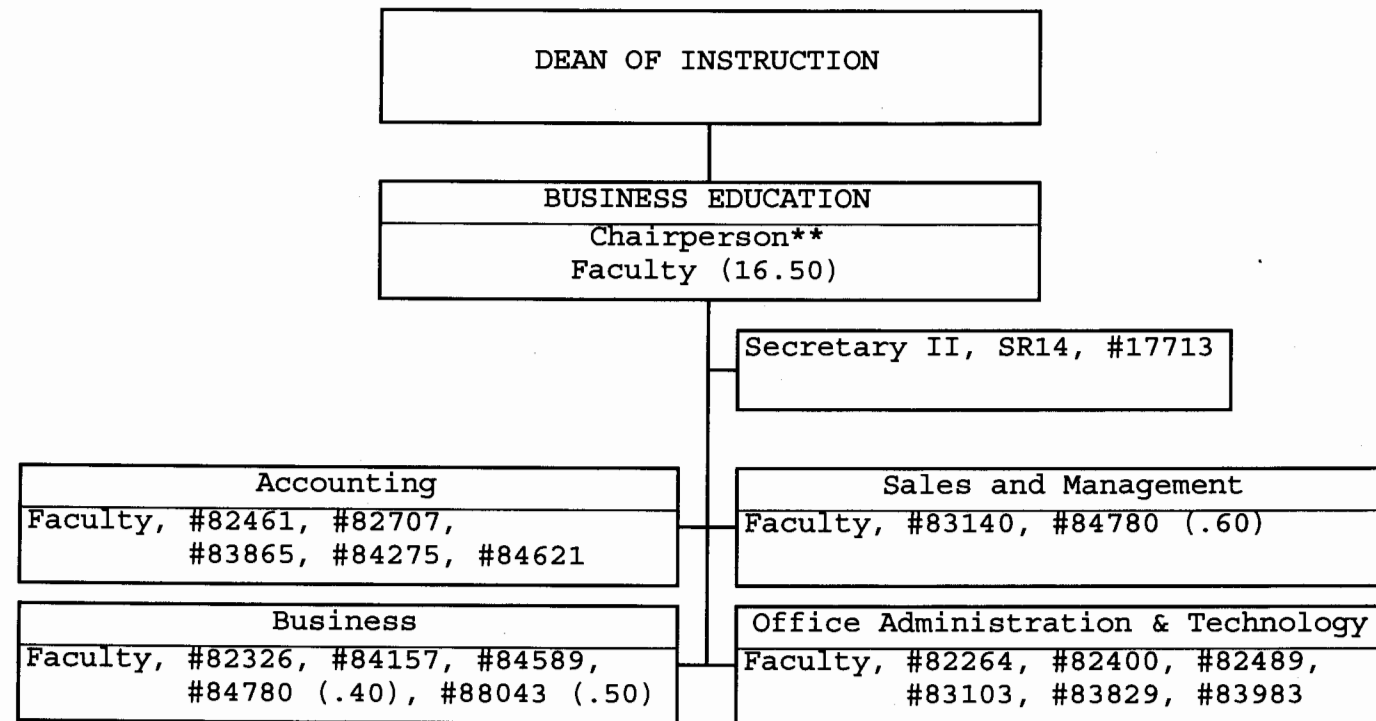 DEAN OF INSTRUCTION
BUSINESS EDUCATION
Chairperson**
Faculty (16.50)
Secretary II, SR14, #17713
Accounting
Faculty, #82461, #82707,
#83865, #84275, #84621
Sales and Management
Faculty, #83140, #84780 (.60)
Business
Faculty, #82326, #84157, #84589,
#84780 (.40), #88043 (.50)
Office Administration & Technology
Faculty, #82264, #82400, #82489,
#83103, #83829, #83983